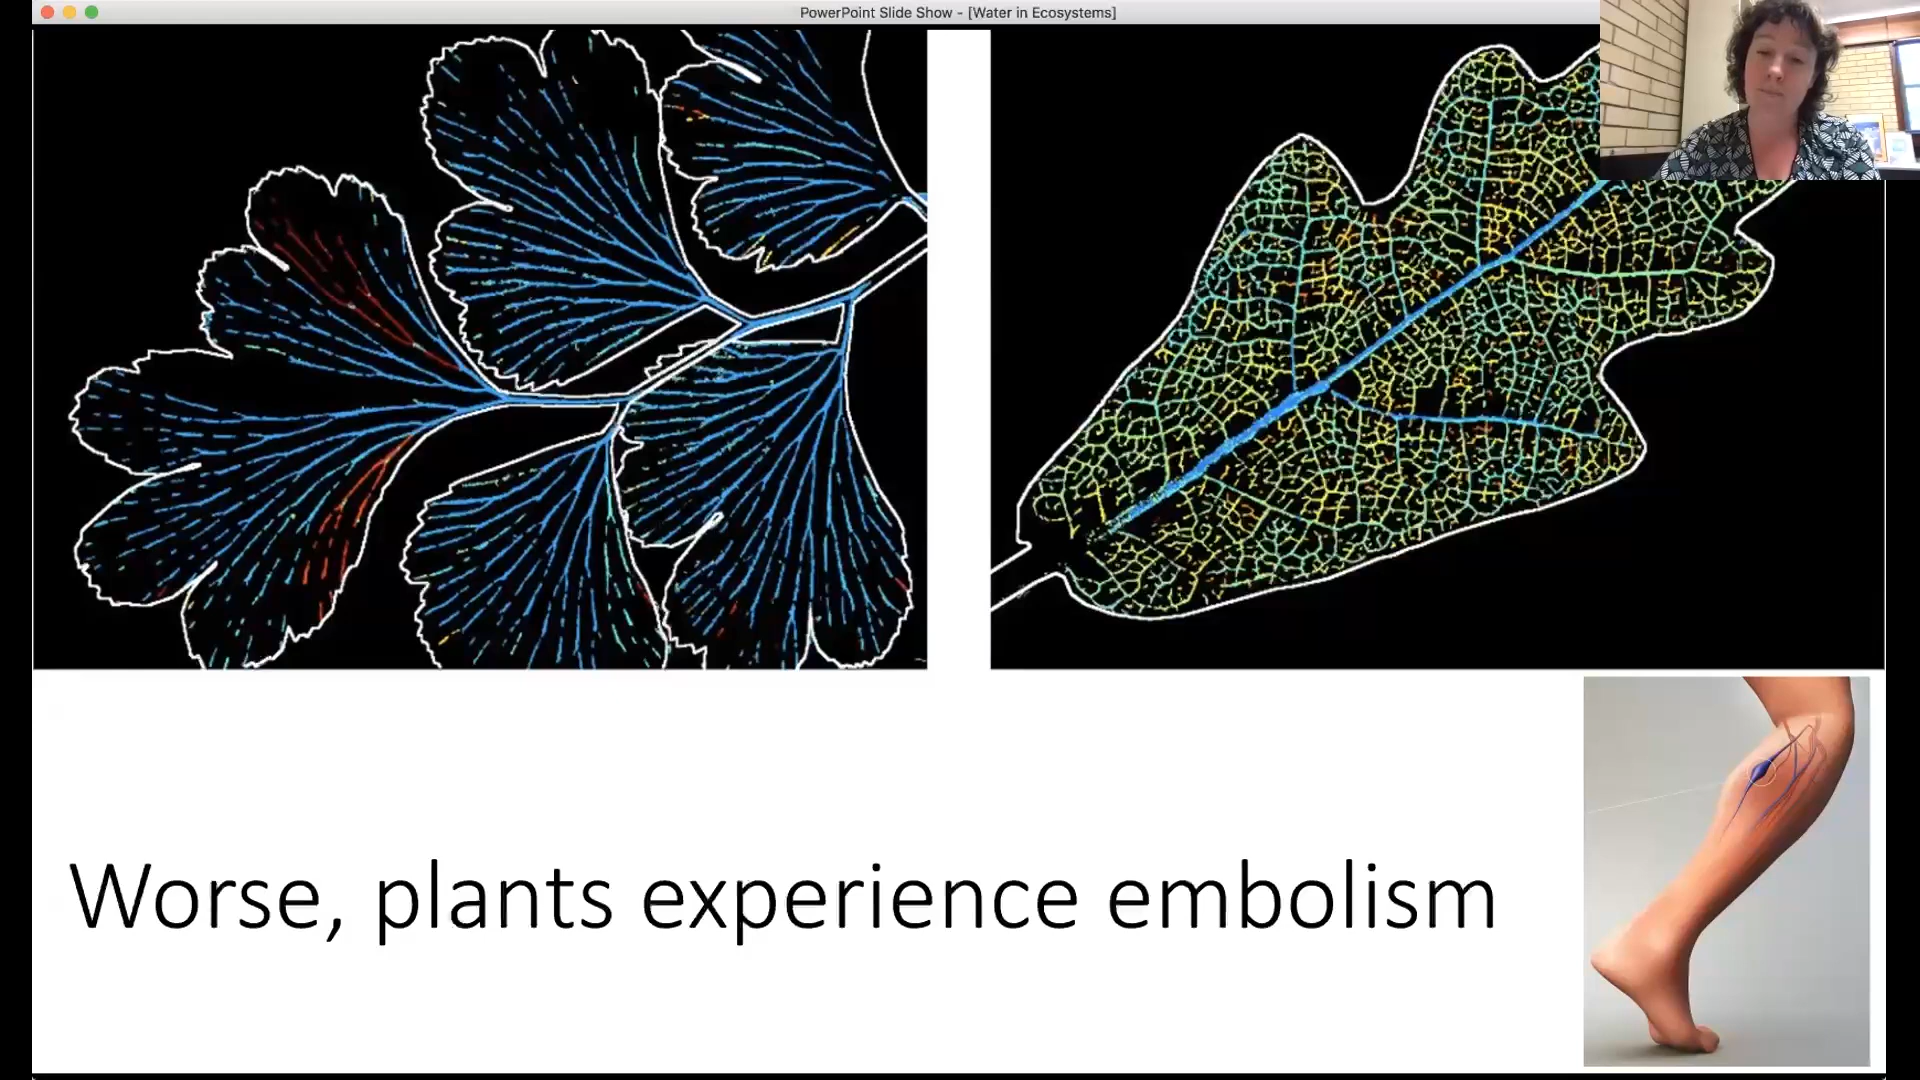 PowerPoint Slide Show - [Water in Ecosystems]
Worse, plants experience embolism